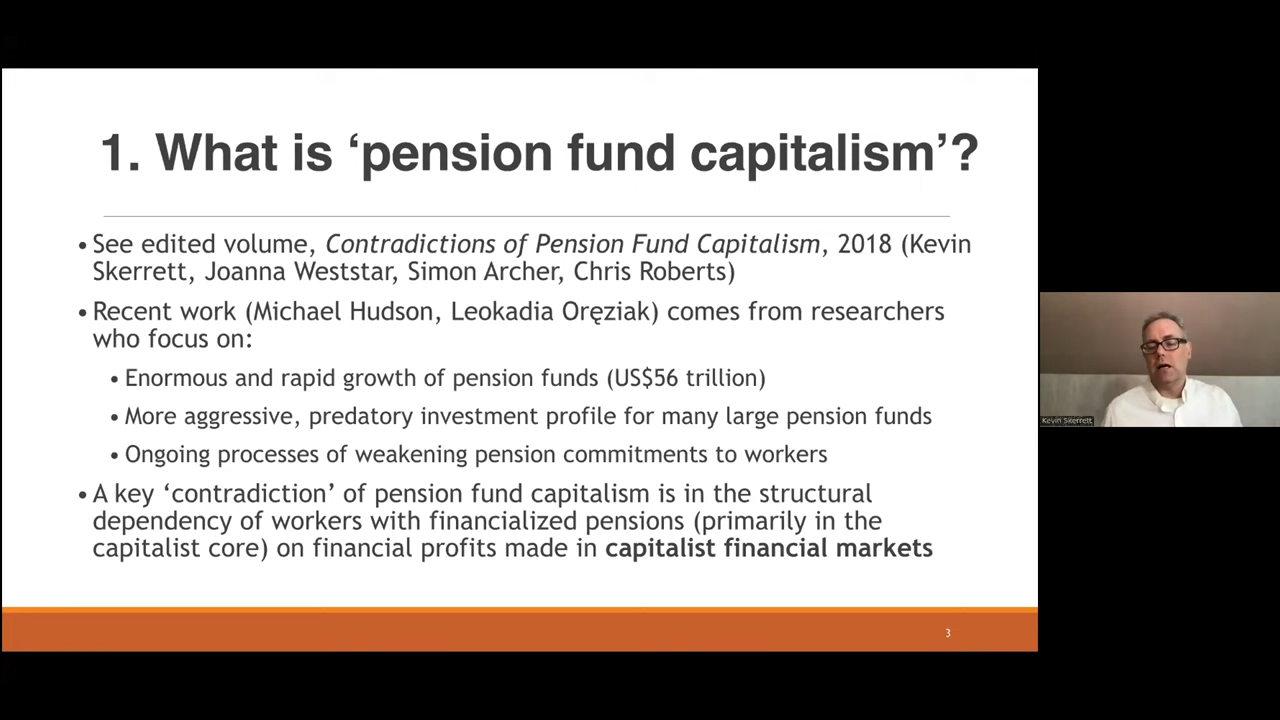 1. What is ‘pension fund capitalism’?
• See edited volume, Contradictions of Pension Fund Capitalism, 2018 (Kevin
Skerrett, Joanna Weststar, Simon Archer, Chris Roberts)
• Recent work (Michael Hudson, Leokadia Oręziak) comes from researchers
who focus on:
• Enormous and rapid growth of pension funds (US$56 trillion)
• More aggressive, predatory investment profile for many large pension funds
• Ongoing processes of weakening pension commitments to workers
• A key ‘contradiction’ of pension fund capitalism is in the structural
dependency of workers with financialized pensions (primarily in the
capitalist core) on financial profits made in capitalist financial markets
3
Kevin Skerrett